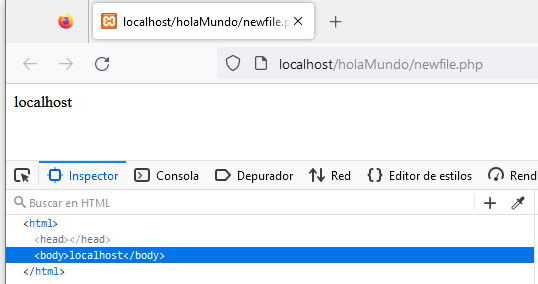 localhost/holaMundo/newfile.p
localhost/holaMundo/newfile.php
localhost
Inspector Consola Depurador Red Editor de estilos Rend
Buscar en HTML
<html>
<head></head>
<body>localhost</body>
</html>